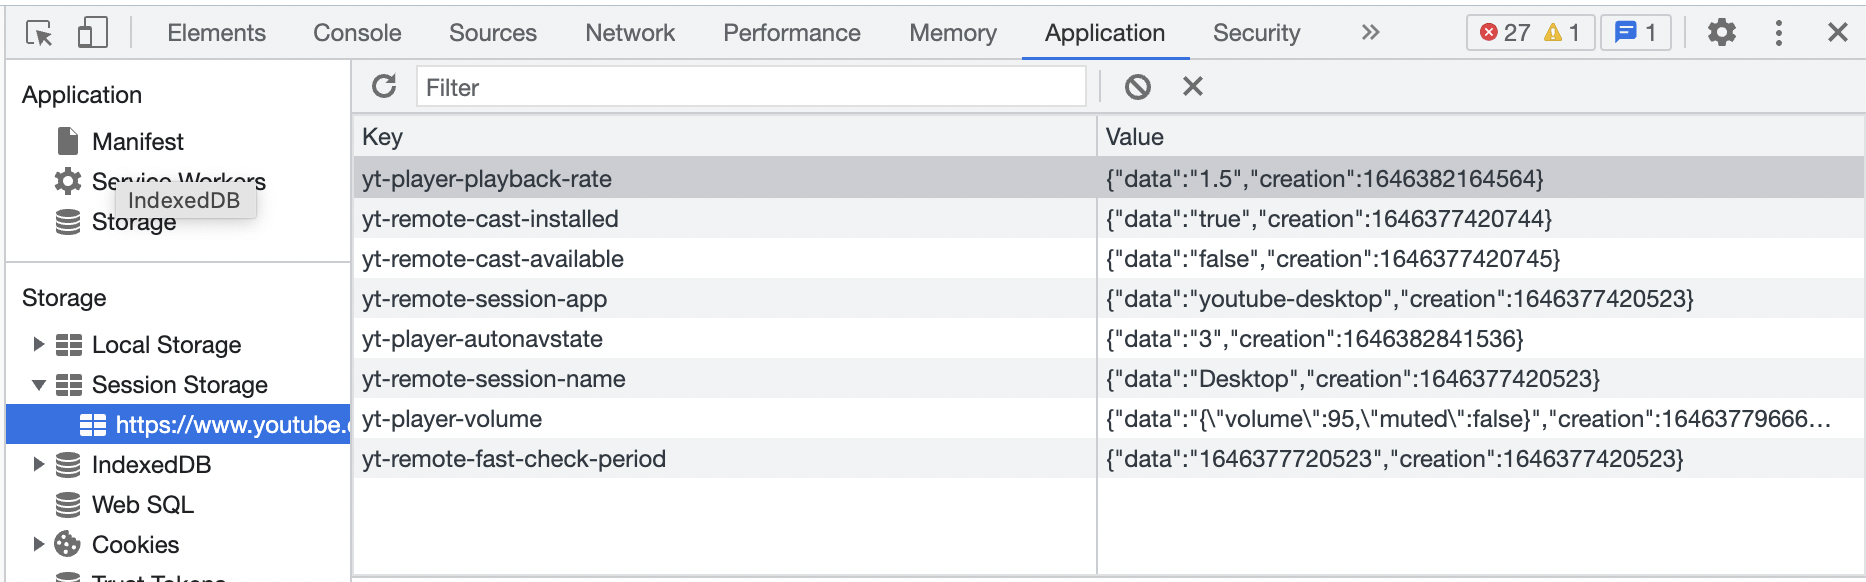 Elements Console Sources Network Performance Memory Application Security 27 1 1
Application
Filter
Manifest
Service Workers
IndexedDB
Storage
Key Value
yt-player-playback-rate {"data":"1.5","creation":1646382164564}
yt-remote-cast-installed {"data":"true","creation":1646377420744}
yt-remote-cast-available {"data":"false","creation":1646377420745}
yt-remote-session-app {"data":"youtube-desktop","creation":1646377420523}
yt-player-autonavstate {"data":"3","creation":1646382841536}
yt-remote-session-name {"data":"Desktop","creation":1646377420523}
yt-player-volume {"data":"{\"volume\":95,\"muted\":false}","creation":16463779666…
yt-remote-fast-check-period {"data":"1646377720523","creation":1646377420523}
Storage
Local Storage
Session Storage
https://www.youtube.
IndexedDB
Web SQL
Cookies
Trust Tokens